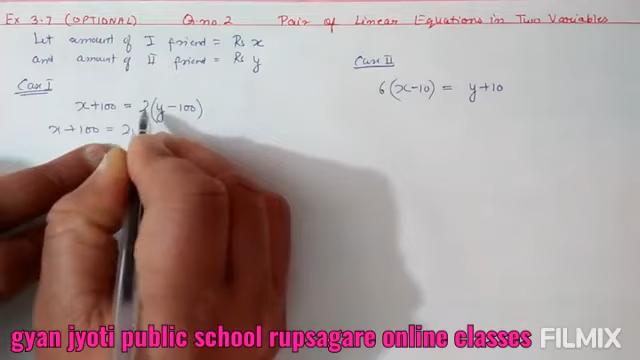 Ex 3.7 (OPTIONAL) Q.no 2 Pair of Linear Equations in Two Variables
Let amount of I friend = Rs x
and amount of II friend = Rs y
Case I
x+100 = 2(y-100)
x+100 = 2
Case II
6(x-10) = y+10
gyan jyoti public school rupsagare online classes
FILMIX